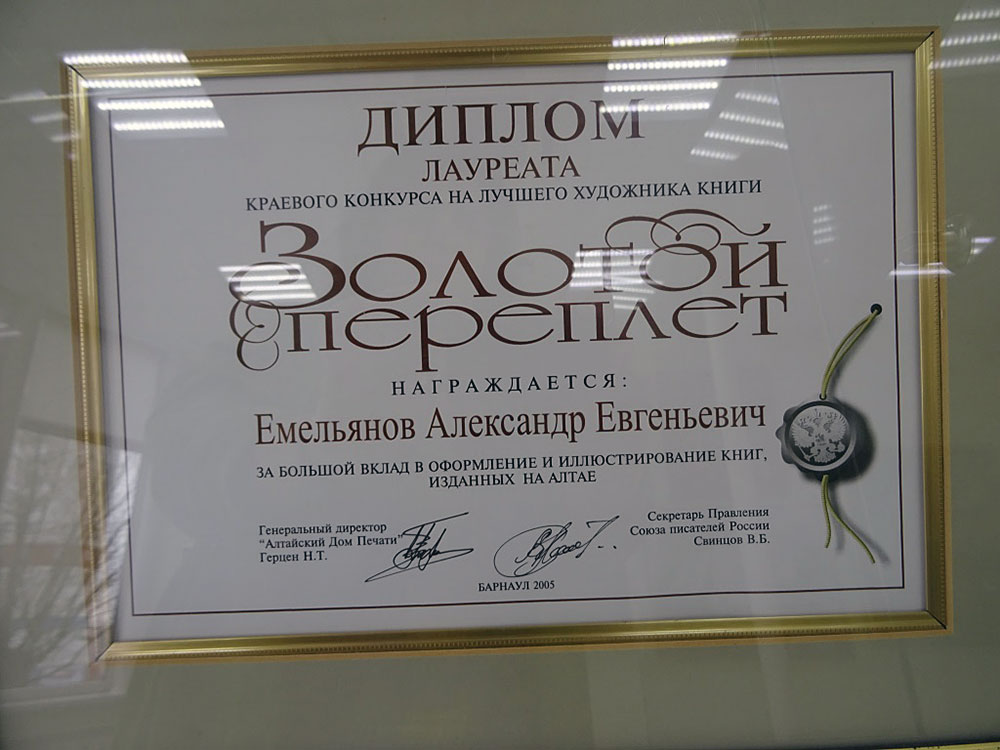 ДИПЛОМ
ЛАУРЕАТА
КРАЕВОГО КОНКУРСА НА ЛУЧШЕГО ХУДОЖНИКА КНИГИ
ЗОЛОТОЙ
ПЕРЕПЛЕТ
НАГРАЖДАЕТСЯ:
Емельянов Александр Евгеньевич
ЗА БОЛЬШОЙ ВКЛАД В ОФОРМЛЕНИЕ И ИЛЛЮСТРИРОВАНИЕ КНИГ,
ИЗДАННЫХ НА АЛТАЕ
Генеральный директор
"Алтайский Дом Печати"
Герцен Н.Т.
Секретарь Правления
Союза писателей России
Свинцов В.Б.
БАРНАУЛ 2005